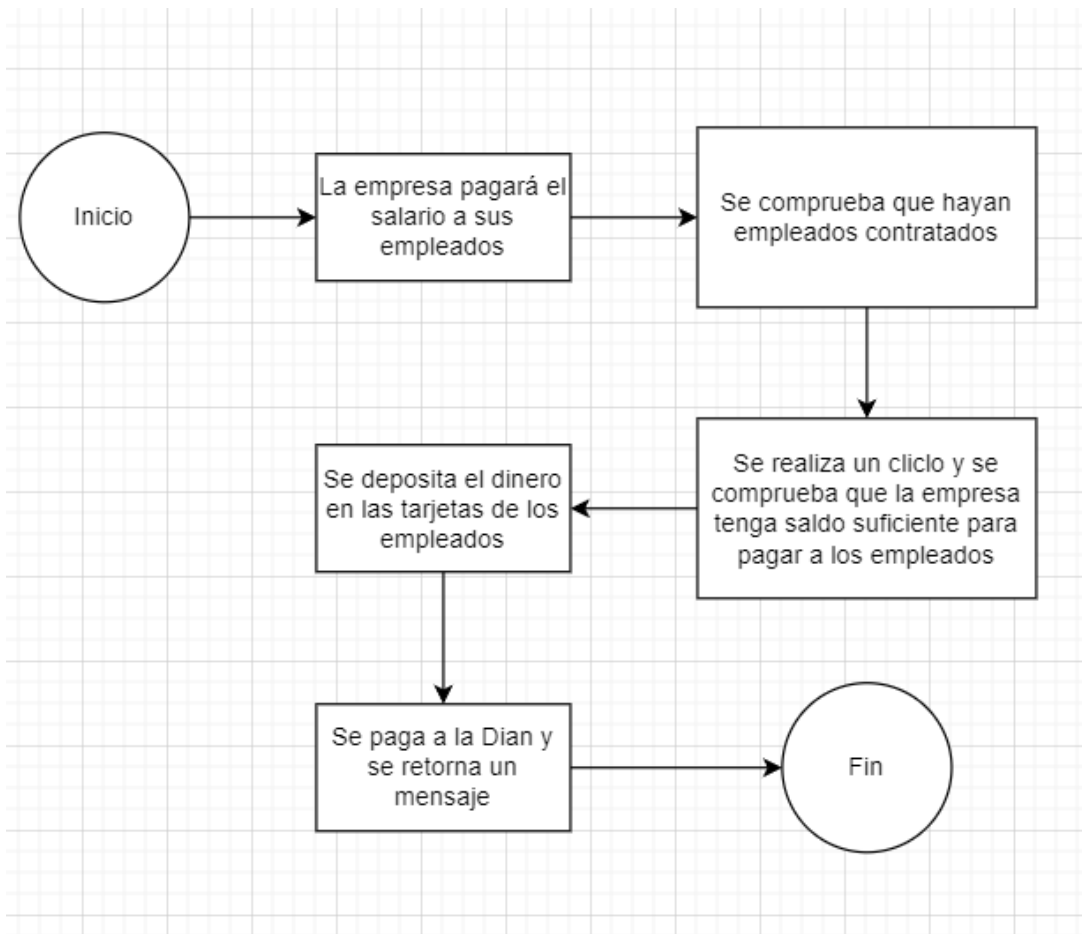 Inicio
La empresa pagará el
salario a sus
empleados
Se comprueba que hayan
empleados contratados
Se realiza un cliclo y se
comprueba que la empresa
tenga saldo suficiente para
pagar a los empleados
Se deposita el dinero
en las tarjetas de los
empleados
Se paga a la Dian y
se retorna un
mensaje
Fin